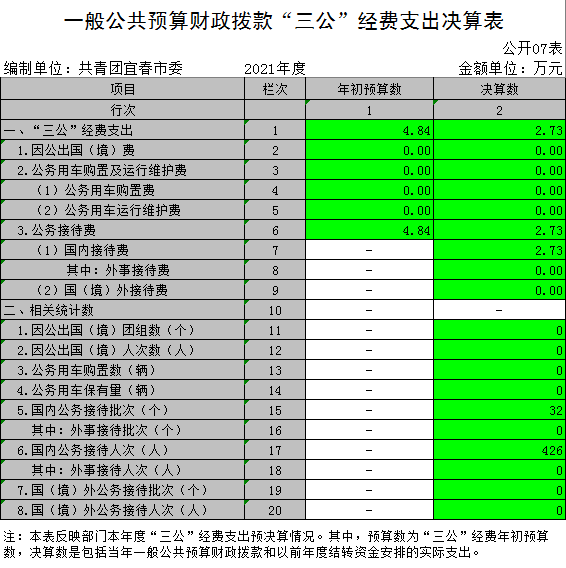 一般公共预算财政拨款“三公”经费支出决算表
公开07表
编制单位：共青团宜春市委 2021年度 金额单位：万元
项目 栏次 年初预算数 决算数
行次 1 2
一、“三公”经费支出 1 4.84 2.73
1.因公出国（境）费 2 0.00 0.00
2.公务用车购置及运行维护费 3 0.00 0.00
（1）公务用车购置费 4 0.00 0.00
（2）公务用车运行维护费 5 0.00 0.00
3.公务接待费 6 4.84 2.73
（1）国内接待费 7 - 2.73
其中：外事接待费 8 - 0.00
（2）国（境）外接待费 9 - 0.00
二、相关统计数 10 - -
1.因公出国（境）团组数（个） 11 - 0
2.因公出国（境）人次数（人） 12 - 0
3.公务用车购置数（辆） 13 - 0
4.公务用车保有量（辆） 14 - 0
5.国内公务接待批次（个） 15 - 32
其中：外事接待批次（个） 16 - 0
6.国内公务接待人次（人） 17 - 426
其中：外事接待人次（人） 18 - 0
7.国（境）外公务接待批次（个） 19 - 0
8.国（境）外公务接待人次（人） 20 - 0
注：本表反映部门本年度“三公”经费支出预决算情况。其中，预算数为“三公”经费年初预算
数，决算数是包括当年一般公共预算财政拨款和以前年度结转资金安排的实际支出。